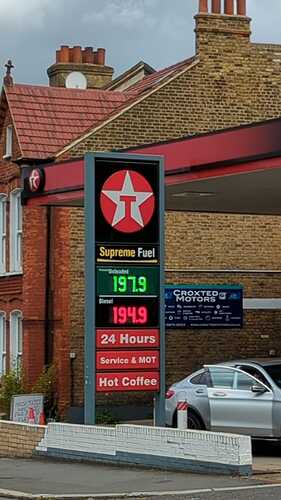 T
Supreme Fuel
Unleaded
197.9
Diesel
194.9
24 Hours
Service & MOT
Hot Coffee
CROXTED
MOTORS